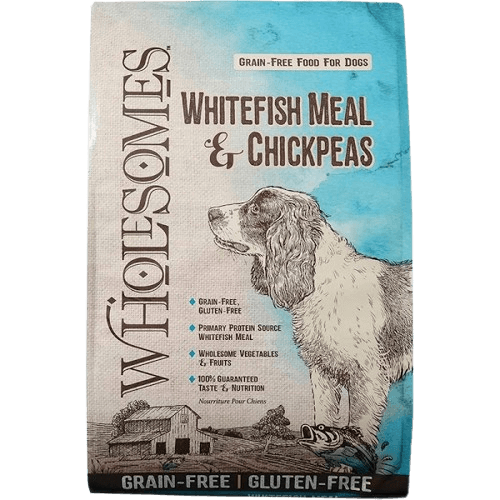 WHOLESOMES™
GRAIN-FREE FOOD FOR DOGS
WHITEFISH MEAL
& CHICKPEAS
GRAIN-FREE,
GLUTEN-FREE
PRIMARY PROTEIN SOURCE
WHITEFISH MEAL
WHOLESOME VEGETABLES
& FRUITS
100% GUARANTEED
TASTE & NUTRITION
Nourriture Pour Chiens
GRAIN-FREE | GLUTEN-FREE